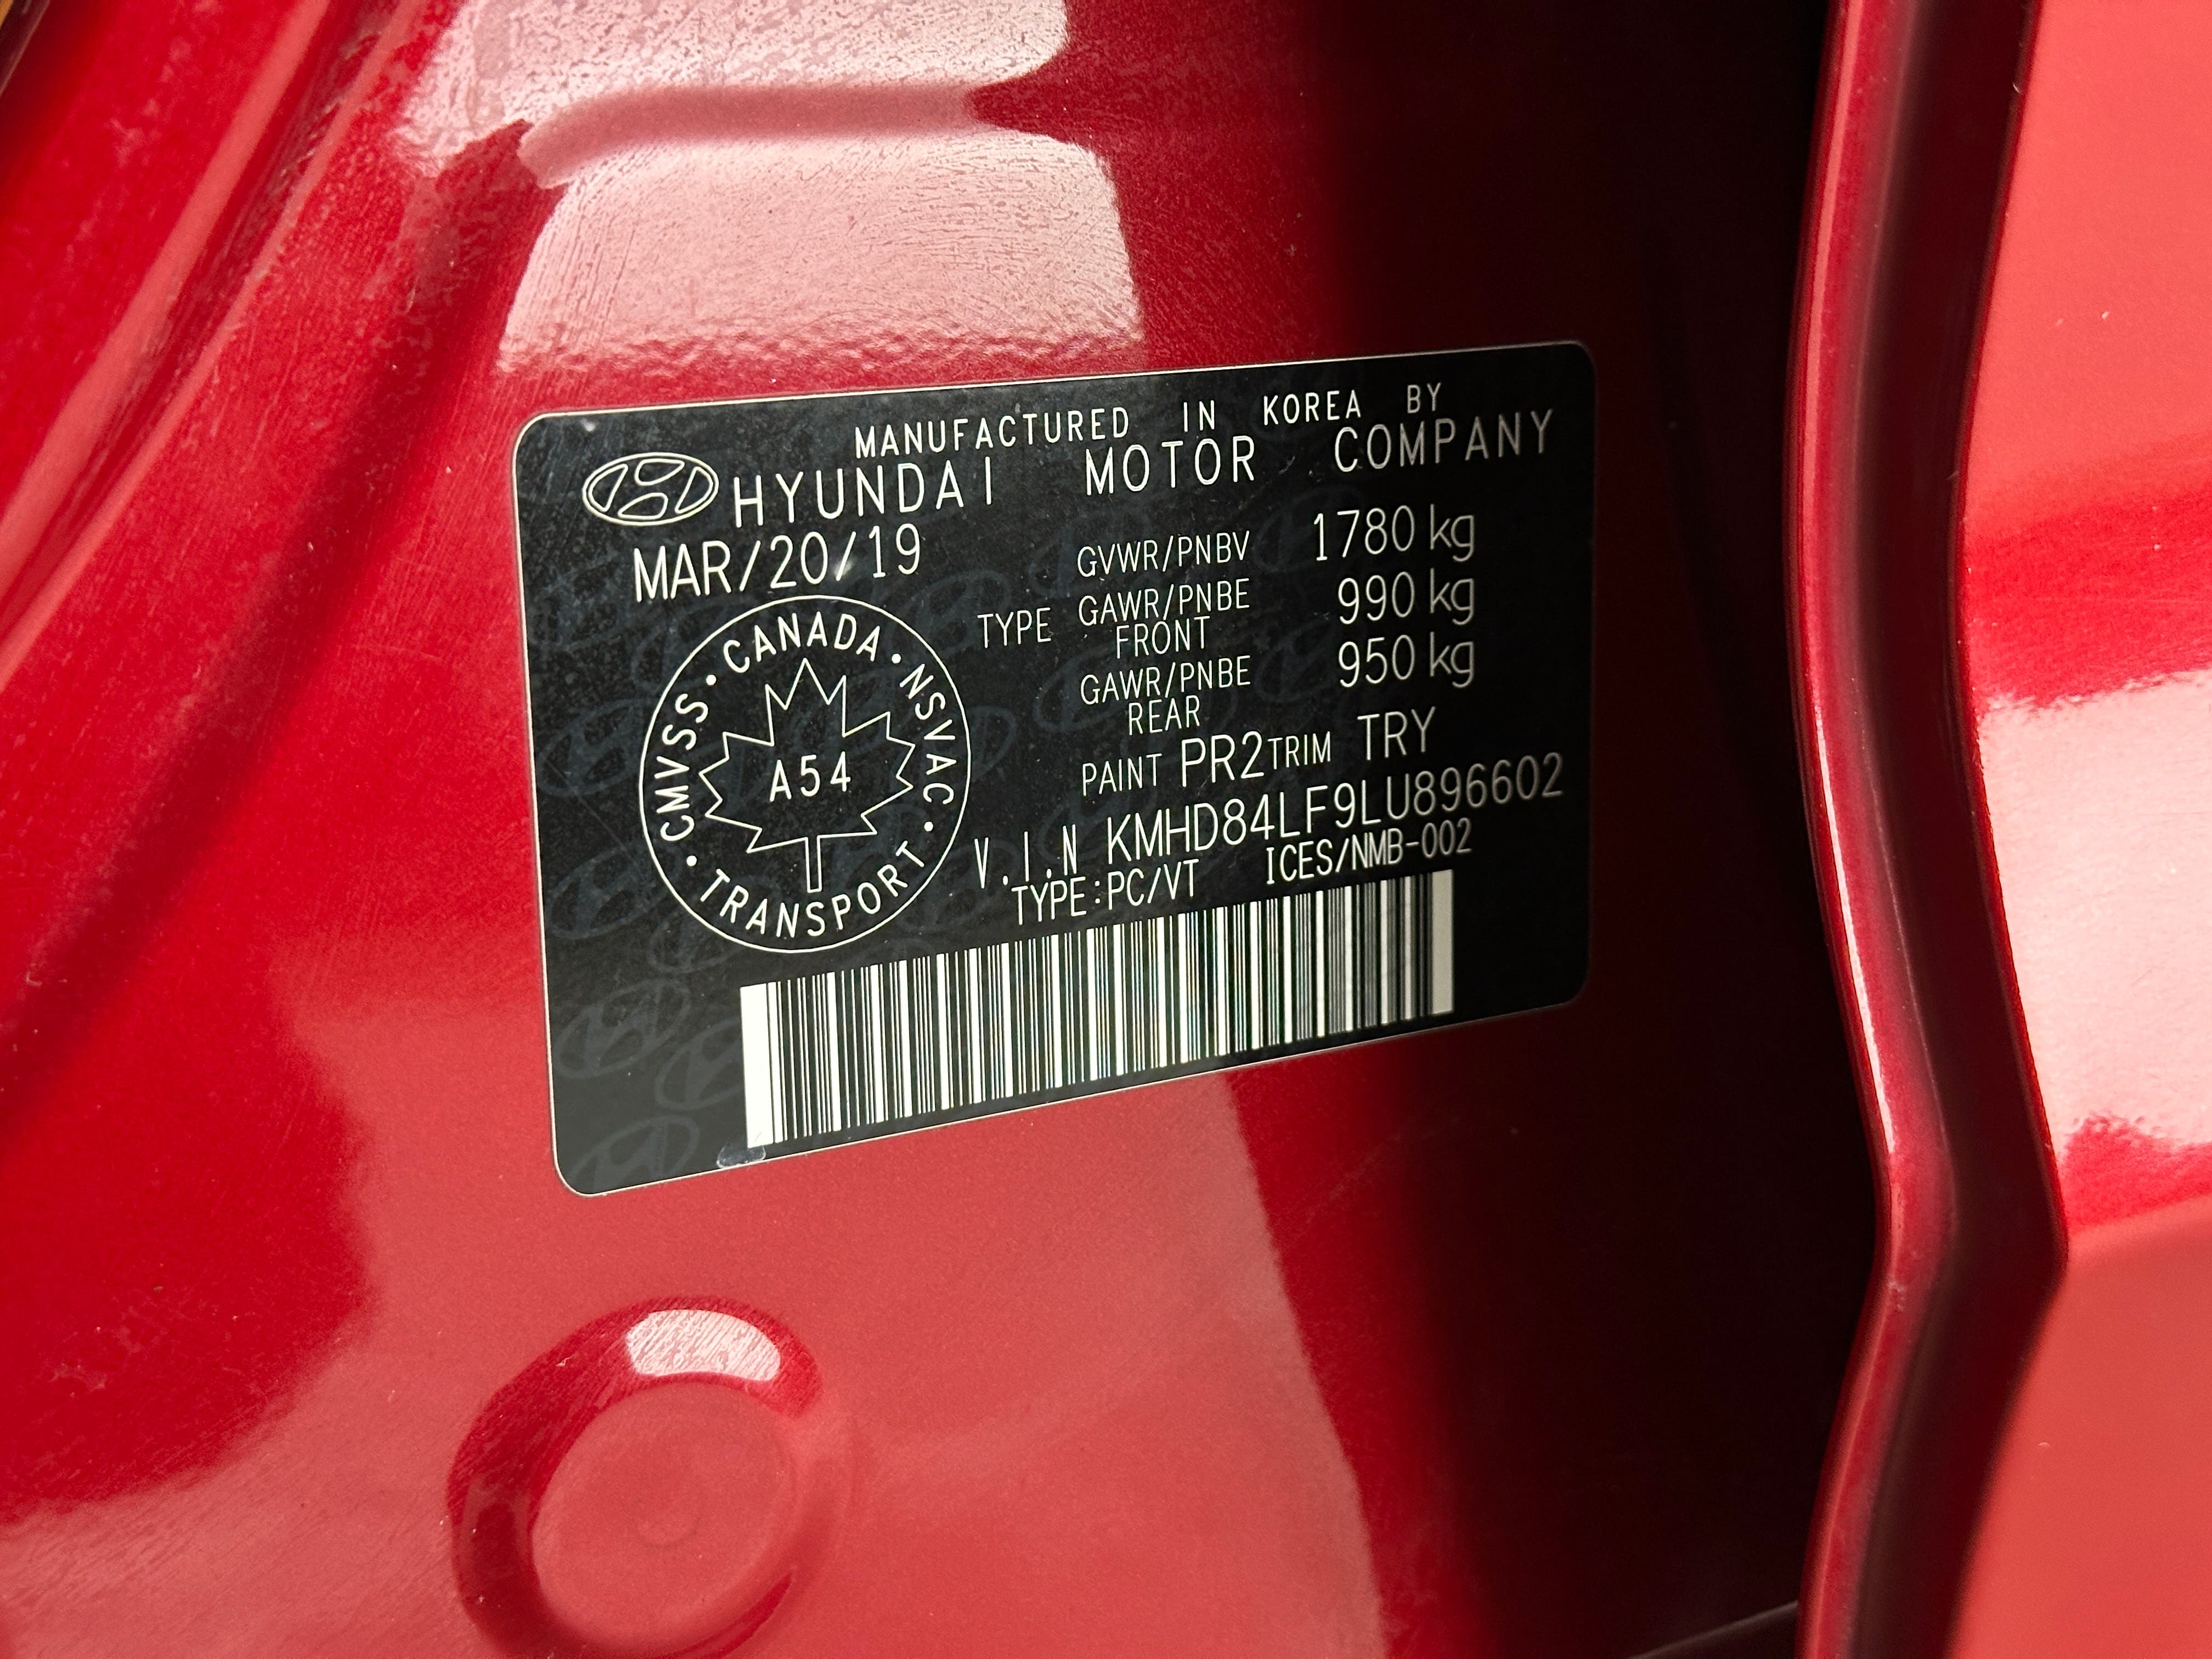 MANUFACTURED IN KOREA BY
HYUNDAI MOTOR COMPANY
MAR/20/19
GVWR/PNBV 1780 kg
TYPE GAWR/PNBE FRONT 990 kg
GAWR/PNBE REAR 950 kg
PAINT PR2 TRIM TRY
V.I.N KMHD84LF9LU896602
TYPE:PC/VT ICES/NMB-002
CMVSS · CANADA · NSVAC · TRANSPORT ·
A54